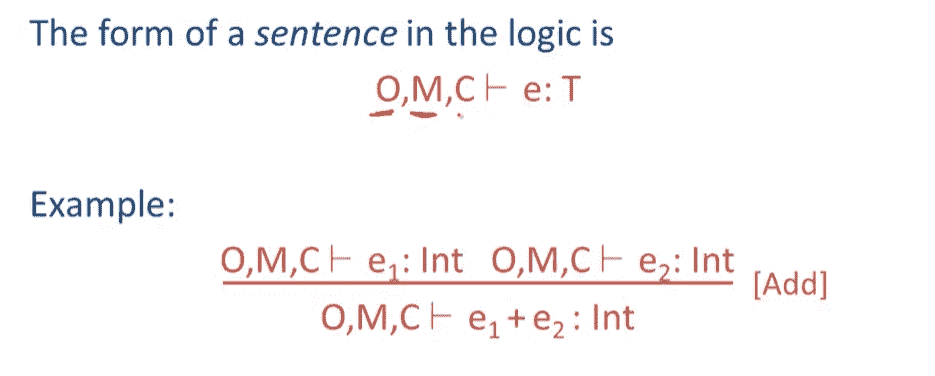 The form of a sentence in the logic is
O,M,C ⊢ e: T
Example:
O,M,C ⊢ e₁: Int O,M,C ⊢ e₂: Int
[Add]
O,M,C ⊢ e₁ + e₂ : Int